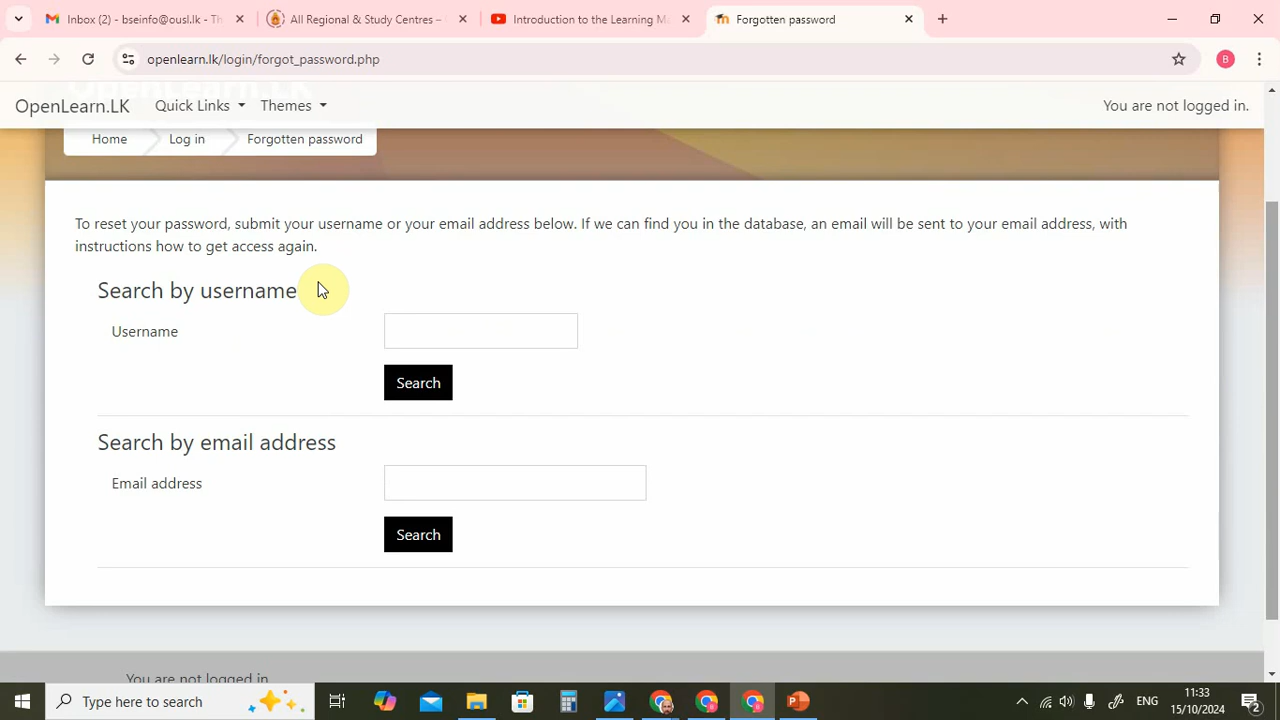 Inbox (2) - bseinfo@ousl.lk - Th
All Regional & Study Centres –
Introduction to the Learning M
Forgotten password
openlearn.lk/login/forgot_password.php
B
OpenLearn.LK
Quick Links
Themes
You are not logged in.
Home
Log in
Forgotten password
To reset your password, submit your username or your email address below. If we can find you in the database, an email will be sent to your email address, with
instructions how to get access again.
Search by username
Username
Search
Search by email address
Email address
Search
You are not logged in
Type here to search
ENG
11:33
15/10/2024
2